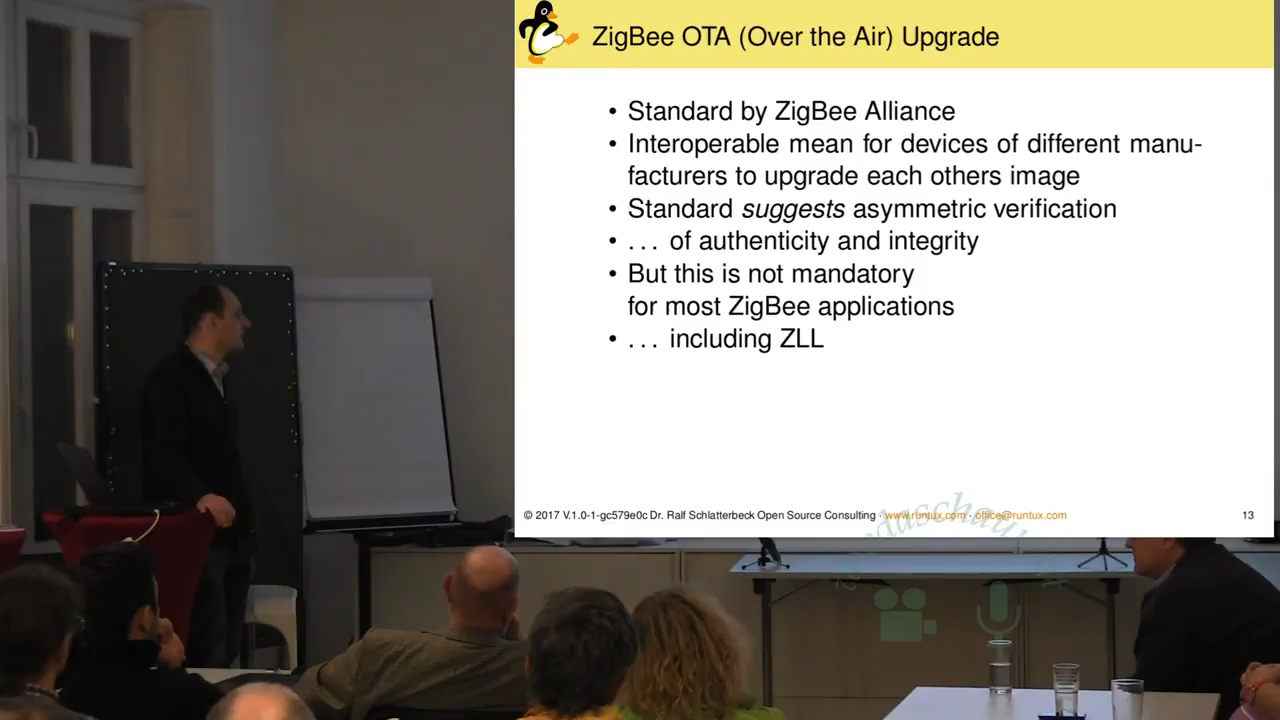 ZigBee OTA (Over the Air) Upgrade
• Standard by ZigBee Alliance
• Interoperable mean for devices of different manu-
facturers to upgrade each others image
• Standard suggests asymmetric verification
• . . . of authenticity and integrity
• But this is not mandatory
for most ZigBee applications
• . . . including ZLL
© 2017 V.1.0-1-gc579e0c Dr. Ralf Schlatterbeck Open Source Consulting · www.runtux.com · office@runtux.com 13